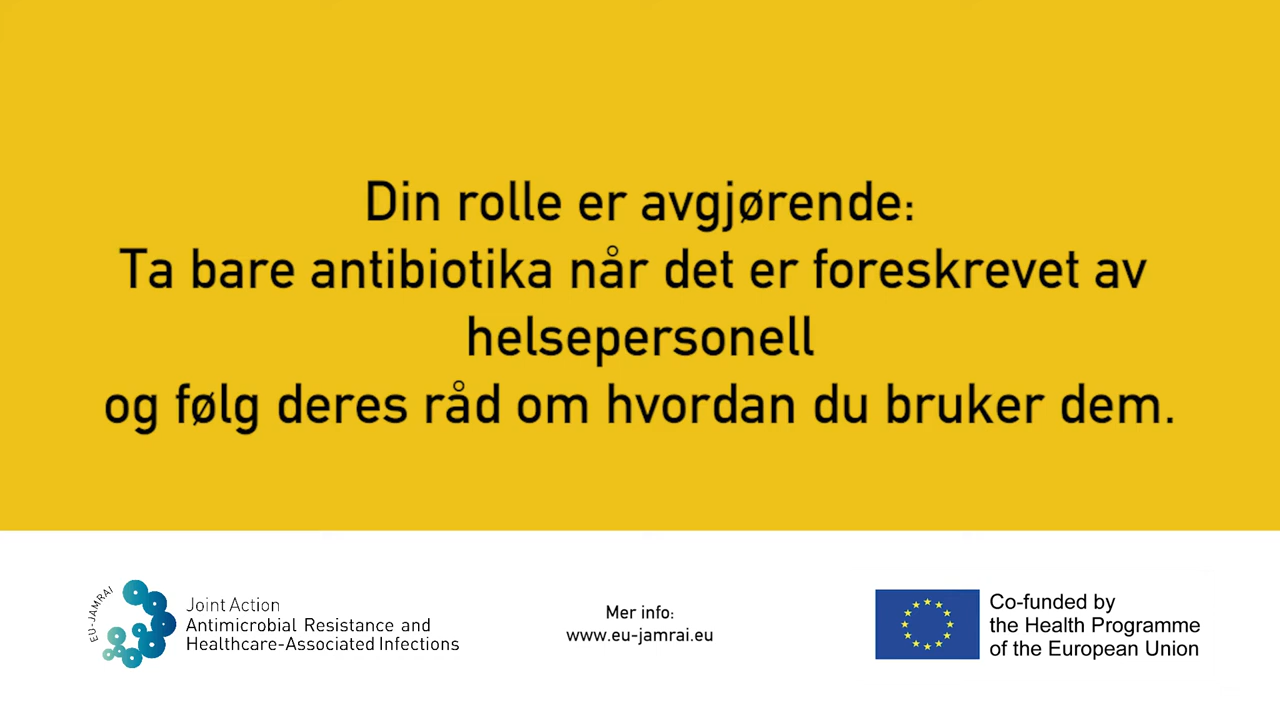 Din rolle er avgjørende:
Ta bare antibiotika når det er foreskrevet av
helsepersonell
og følg deres råd om hvordan du bruker dem.
EU-JAMRAI
Joint Action
Antimicrobial Resistance and
Healthcare-Associated Infections
Mer info:
www.eu-jamrai.eu
Co-funded by
the Health Programme
of the European Union